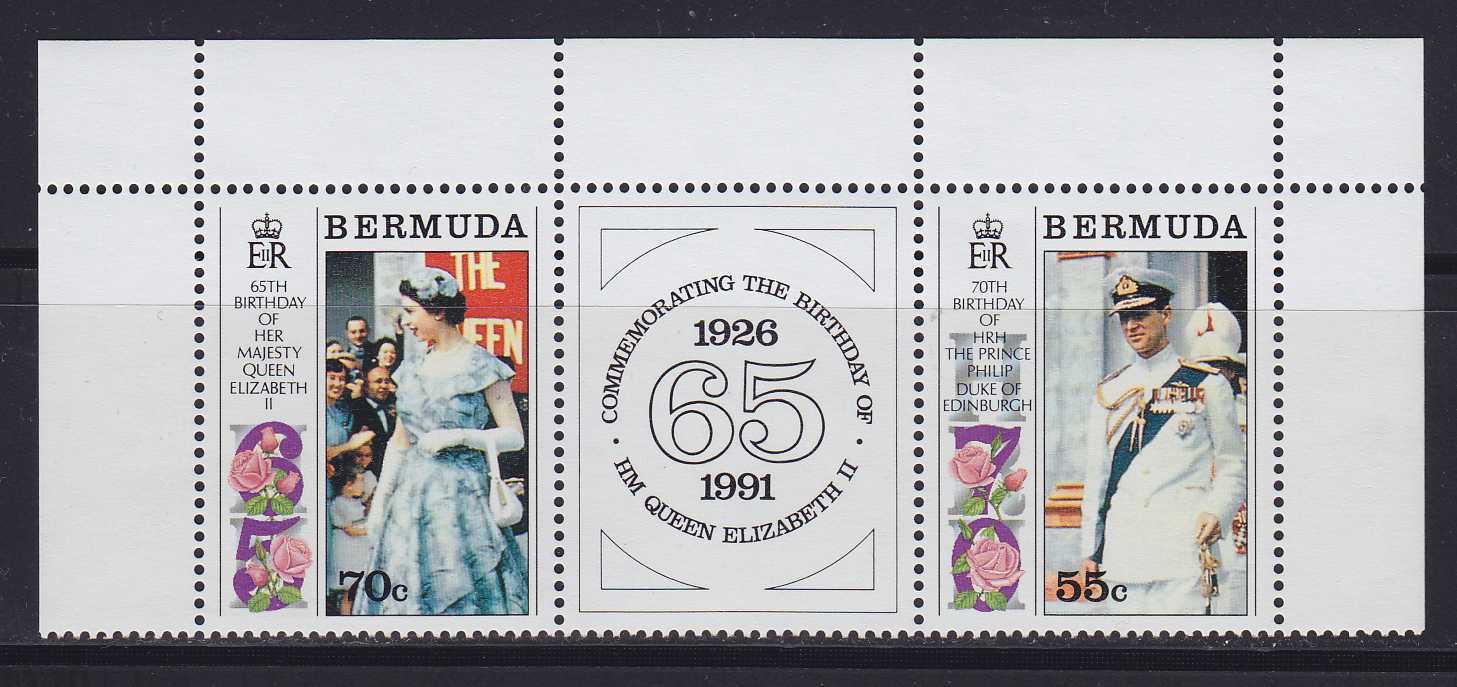 EIIR
65TH
BIRTHDAY
OF
HER
MAJESTY
QUEEN
ELIZABETH
II
65
BERMUDA
THE
QUEEN
70c
COMMEMORATING THE BIRTHDAY OF
1926
65
1991
· HM QUEEN ELIZABETH II ·
EIIR
70TH
BIRTHDAY
OF
HRH
THE PRINCE
PHILIP
DUKE OF
EDINBURGH
70
BERMUDA
55c